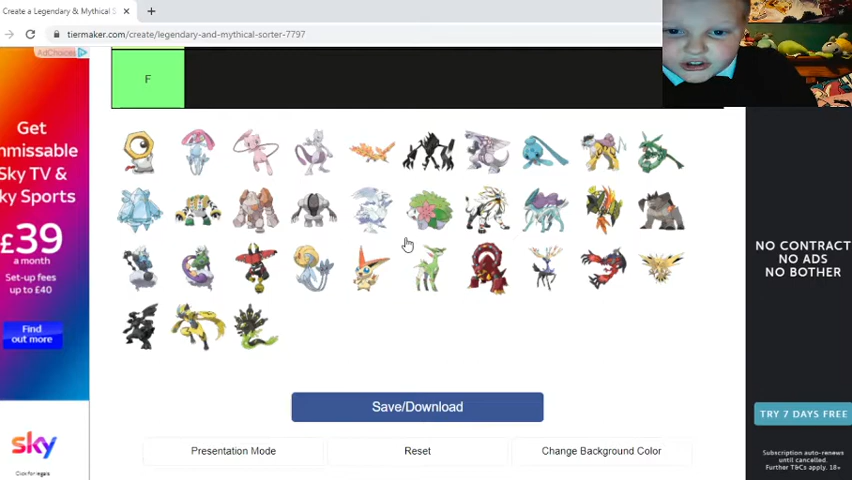 Create a Legendary & Mythical S
tiermaker.com/create/legendary-and-mythical-sorter-7797
AdChoices
F
Get
nmissable
Sky TV &
ky Sports
£39
a month
Set-up fees
up to £40
Find
out more
sky
NO CONTRACT
NO ADS
NO BOTHER
TRY 7 DAYS FREE
Subscription auto-renews
until cancelled.
Further T&Cs apply. 18+
Save/Download
Presentation Mode
Reset
Change Background Color